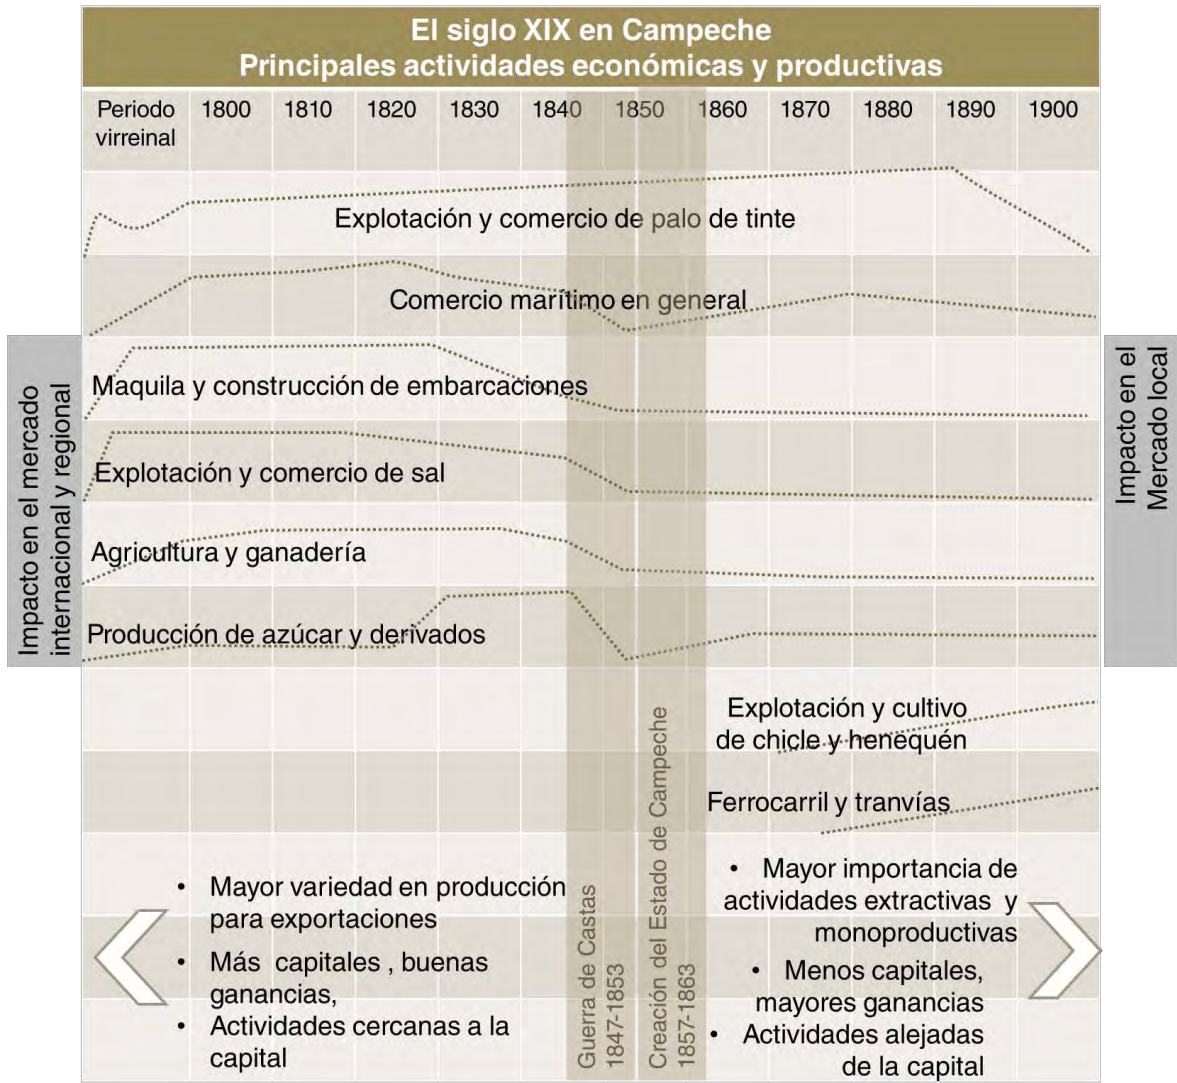 El siglo XIX en Campeche
Principales actividades económicas y productivas
Periodo virreinal 1800 1810 1820 1830 1840 1850 1860 1870 1880 1890 1900
Explotación y comercio de palo de tinte
Comercio marítimo en general
Maquila y construcción de embarcaciones
Explotación y comercio de sal
Agricultura y ganadería
Producción de azúcar y derivados
Impacto en el mercado
internacional y regional
Impacto en el
Mercado local
Explotación y cultivo
de chicle y henequén
Ferrocarril y tranvías
• Mayor variedad en producción
para exportaciones
• Más capitales , buenas
ganancias,
• Actividades cercanas a la
capital
Guerra de Castas
1847-1853
Creación del Estado de Campeche
1857-1863
• Mayor importancia de
actividades extractivas y
monoproductivas
• Menos capitales,
mayores ganancias
• Actividades alejadas
de la capital